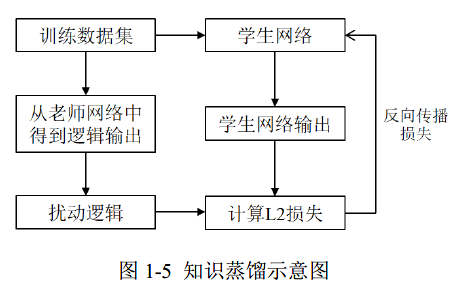 训练数据集
学生网络
从老师网络中
得到逻辑输出
学生网络输出
反向传播
损失
扰动逻辑
计算L2损失
图 1-5 知识蒸馏示意图